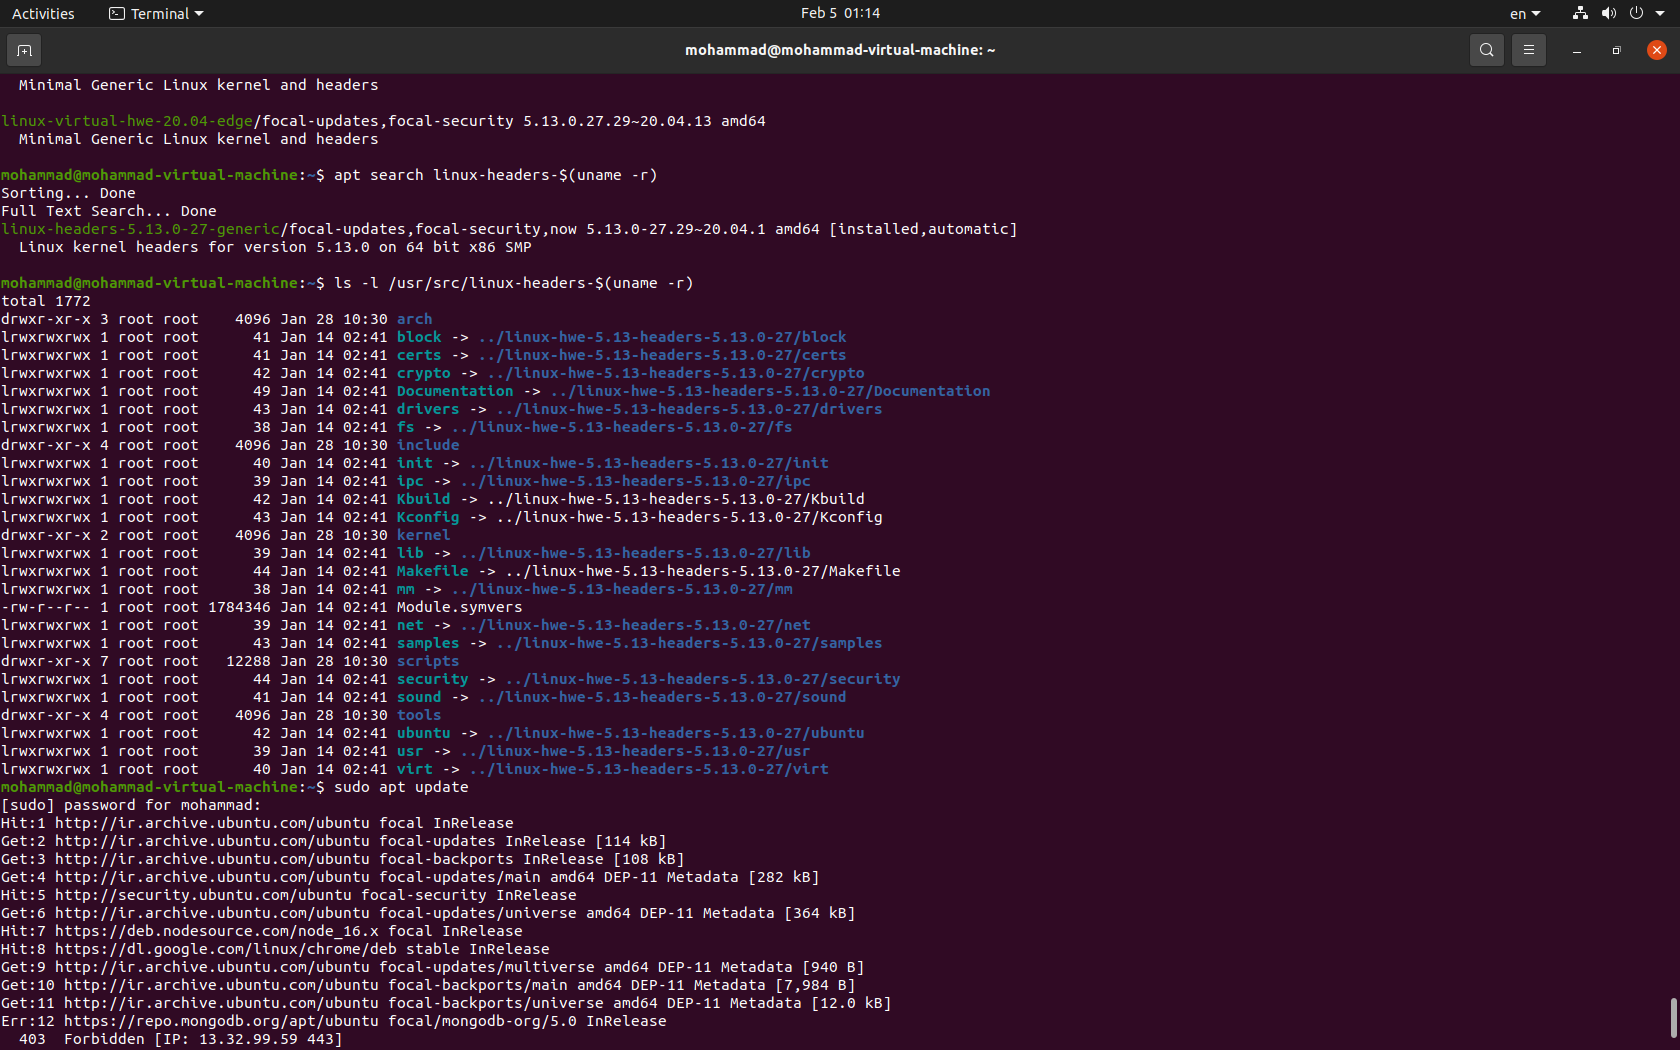 Activities
Terminal
Feb 5 01:14
en
mohammad@mohammad-virtual-machine: ~
  Minimal Generic Linux kernel and headers

linux-virtual-hwe-20.04-edge/focal-updates,focal-security 5.13.0.27.29~20.04.13 amd64
  Minimal Generic Linux kernel and headers

mohammad@mohammad-virtual-machine:~$ apt search linux-headers-$(uname -r)
Sorting... Done
Full Text Search... Done
linux-headers-5.13.0-27-generic/focal-updates,focal-security,now 5.13.0-27.29~20.04.1 amd64 [installed,automatic]
  Linux kernel headers for version 5.13.0 on 64 bit x86 SMP

mohammad@mohammad-virtual-machine:~$ ls -l /usr/src/linux-headers-$(uname -r)
total 1772
drwxr-xr-x 3 root root    4096 Jan 28 10:30 arch
lrwxrwxrwx 1 root root      41 Jan 14 02:41 block -> ../linux-hwe-5.13-headers-5.13.0-27/block
lrwxrwxrwx 1 root root      41 Jan 14 02:41 certs -> ../linux-hwe-5.13-headers-5.13.0-27/certs
lrwxrwxrwx 1 root root      42 Jan 14 02:41 crypto -> ../linux-hwe-5.13-headers-5.13.0-27/crypto
lrwxrwxrwx 1 root root      49 Jan 14 02:41 Documentation -> ../linux-hwe-5.13-headers-5.13.0-27/Documentation
lrwxrwxrwx 1 root root      43 Jan 14 02:41 drivers -> ../linux-hwe-5.13-headers-5.13.0-27/drivers
lrwxrwxrwx 1 root root      38 Jan 14 02:41 fs -> ../linux-hwe-5.13-headers-5.13.0-27/fs
drwxr-xr-x 4 root root    4096 Jan 28 10:30 include
lrwxrwxrwx 1 root root      40 Jan 14 02:41 init -> ../linux-hwe-5.13-headers-5.13.0-27/init
lrwxrwxrwx 1 root root      39 Jan 14 02:41 ipc -> ../linux-hwe-5.13-headers-5.13.0-27/ipc
lrwxrwxrwx 1 root root      42 Jan 14 02:41 Kbuild -> ../linux-hwe-5.13-headers-5.13.0-27/Kbuild
lrwxrwxrwx 1 root root      43 Jan 14 02:41 Kconfig -> ../linux-hwe-5.13-headers-5.13.0-27/Kconfig
drwxr-xr-x 2 root root    4096 Jan 28 10:30 kernel
lrwxrwxrwx 1 root root      39 Jan 14 02:41 lib -> ../linux-hwe-5.13-headers-5.13.0-27/lib
lrwxrwxrwx 1 root root      44 Jan 14 02:41 Makefile -> ../linux-hwe-5.13-headers-5.13.0-27/Makefile
lrwxrwxrwx 1 root root      38 Jan 14 02:41 mm -> ../linux-hwe-5.13-headers-5.13.0-27/mm
-rw-r--r-- 1 root root 1784346 Jan 14 02:41 Module.symvers
lrwxrwxrwx 1 root root      39 Jan 14 02:41 net -> ../linux-hwe-5.13-headers-5.13.0-27/net
lrwxrwxrwx 1 root root      43 Jan 14 02:41 samples -> ../linux-hwe-5.13-headers-5.13.0-27/samples
drwxr-xr-x 7 root root   12288 Jan 28 10:30 scripts
lrwxrwxrwx 1 root root      44 Jan 14 02:41 security -> ../linux-hwe-5.13-headers-5.13.0-27/security
lrwxrwxrwx 1 root root      41 Jan 14 02:41 sound -> ../linux-hwe-5.13-headers-5.13.0-27/sound
drwxr-xr-x 4 root root    4096 Jan 28 10:30 tools
lrwxrwxrwx 1 root root      42 Jan 14 02:41 ubuntu -> ../linux-hwe-5.13-headers-5.13.0-27/ubuntu
lrwxrwxrwx 1 root root      39 Jan 14 02:41 usr -> ../linux-hwe-5.13-headers-5.13.0-27/usr
lrwxrwxrwx 1 root root      40 Jan 14 02:41 virt -> ../linux-hwe-5.13-headers-5.13.0-27/virt
mohammad@mohammad-virtual-machine:~$ sudo apt update
[sudo] password for mohammad:
Hit:1 http://ir.archive.ubuntu.com/ubuntu focal InRelease
Get:2 http://ir.archive.ubuntu.com/ubuntu focal-updates InRelease [114 kB]
Get:3 http://ir.archive.ubuntu.com/ubuntu focal-backports InRelease [108 kB]
Get:4 http://ir.archive.ubuntu.com/ubuntu focal-updates/main amd64 DEP-11 Metadata [282 kB]
Hit:5 http://security.ubuntu.com/ubuntu focal-security InRelease
Get:6 http://ir.archive.ubuntu.com/ubuntu focal-updates/universe amd64 DEP-11 Metadata [364 kB]
Hit:7 https://deb.nodesource.com/node_16.x focal InRelease
Hit:8 https://dl.google.com/linux/chrome/deb stable InRelease
Get:9 http://ir.archive.ubuntu.com/ubuntu focal-updates/multiverse amd64 DEP-11 Metadata [940 B]
Get:10 http://ir.archive.ubuntu.com/ubuntu focal-backports/main amd64 DEP-11 Metadata [7,984 B]
Get:11 http://ir.archive.ubuntu.com/ubuntu focal-backports/universe amd64 DEP-11 Metadata [12.0 kB]
Err:12 https://repo.mongodb.org/apt/ubuntu focal/mongodb-org/5.0 InRelease
  403  Forbidden [IP: 13.32.99.59 443]